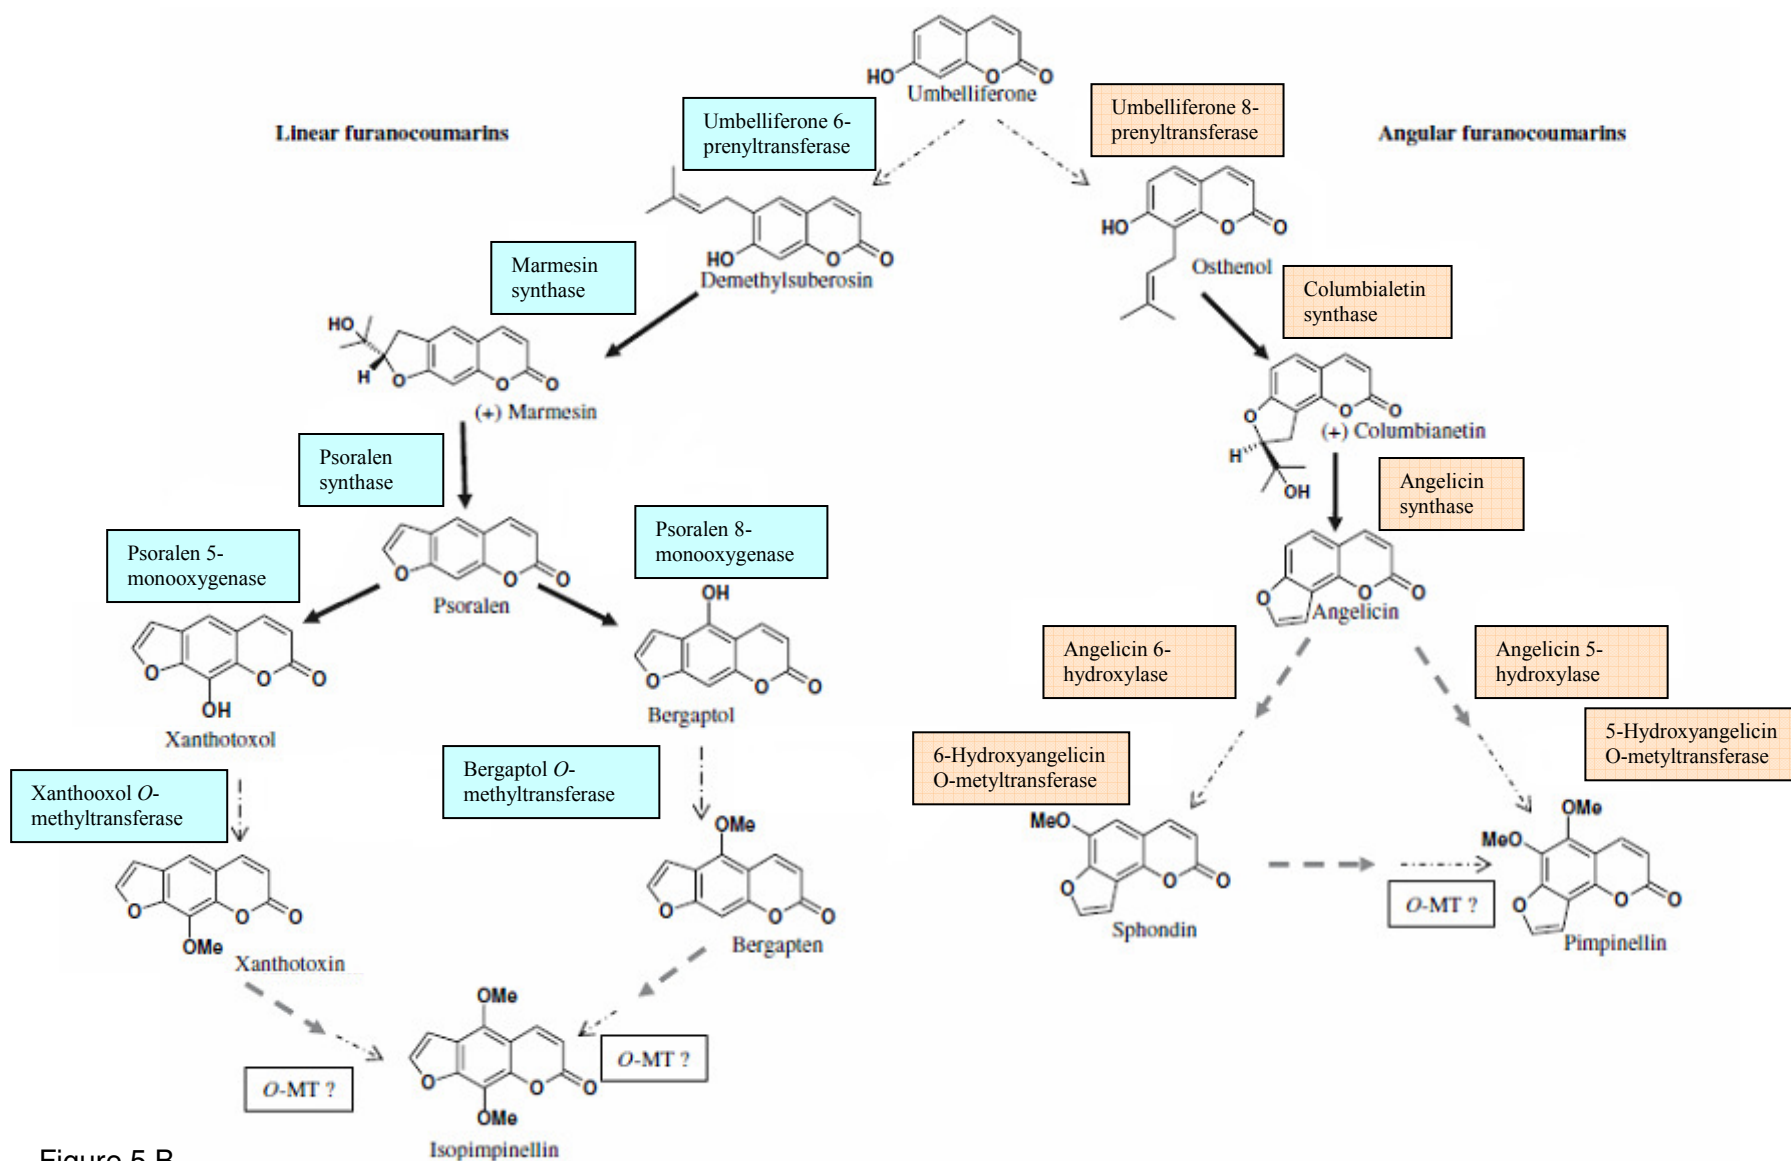 HO
O
O
Umbelliferone
Linear furanocoumarins
Umbelliferone 6-
prenyltransferase
Umbelliferone 8-
prenyltransferase
Angular furanocoumarins
HO
O
O
Demethylsuberosin
HO
O
O
Osthenol
Marmesin
synthase
Columbialetin
synthase
HO
H
O
O
O
(+) Marmesin
O
O
O
(+) Columbianetin
H
OH
Psoralen
synthase
Angelicin
synthase
O
O
O
Psoralen
Psoralen 5-
monooxygenase
Psoralen 8-
monooxygenase
O
O
O
Angelicin
O
O
O
OH
Xanthotoxol
OH
O
O
O
Bergaptol
Angelicin 6-
hydroxylase
Angelicin 5-
hydroxylase
Xanthooxol O-
methyltransferase
Bergaptol O-
methyltransferase
6-Hydroxyangelicin
O-metyltransferase
5-Hydroxyangelicin
O-metyltransferase
O
O
O
OMe
Xanthotoxin
OMe
O
O
O
Bergapten
MeO
O
O
O
Sphondin
O-MT ?
OMe
MeO
O
O
O
Pimpinellin
O-MT ?
O-MT ?
OMe
O
O
O
OMe
Isopimpinellin
Figure 5 B